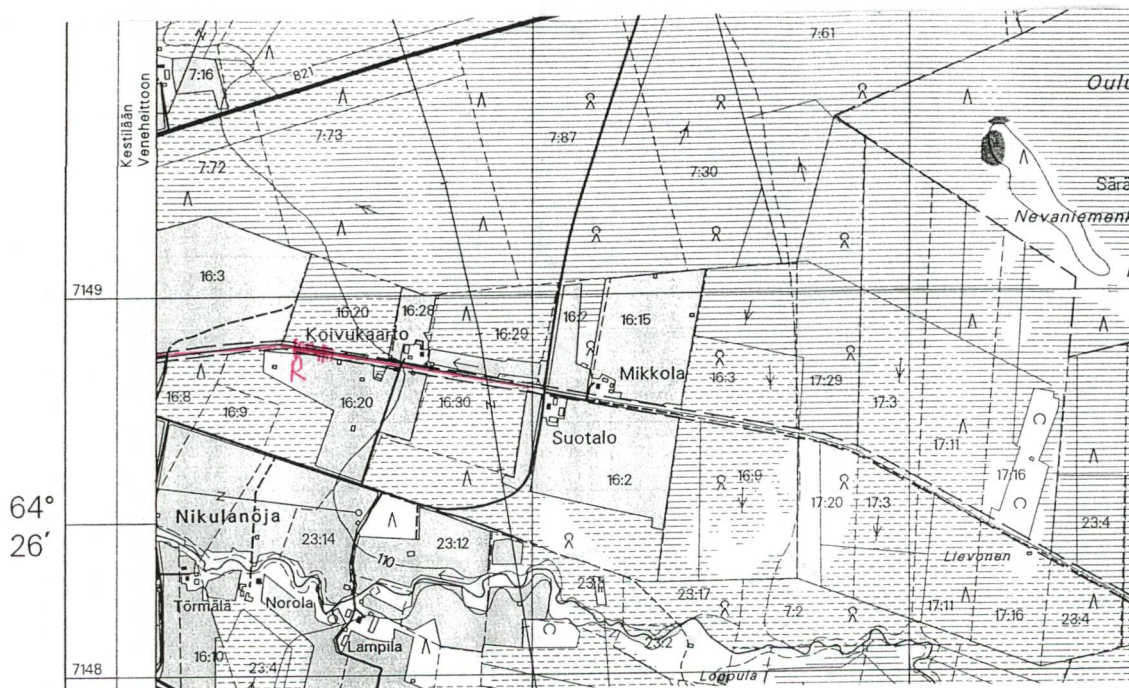 7:61
7:16
821
Oulu
Kestilään
Veneheittoon
7:73
7:87
7:72
7:30
Särä
Nevaniemenk
16:3
7149
16:20
16:28
16:29
16:2
16:15
Koivukaarto
R
Mikkola
16:3
17:29
17:3
16:8
16:9
16:20
16:30
Suotalo
17:11
17:16
16:2
16:9
17:20
17:3
64°
26′
Nikulanoja
23:14
23:12
110
23:4
Lievonen
Törmälä
Norola
23:17
7:2
17:11
17:16
23:4
Lampila
23:2
16:10
23:4
7148
Loppula